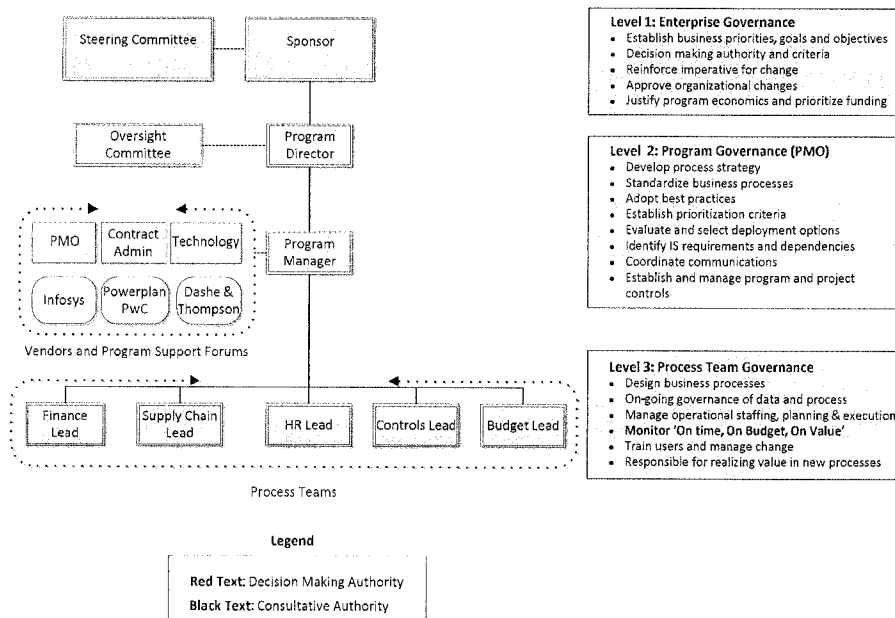 Steering Committee
Sponsor
Oversight
Committee
Program
Director
PMO
Contract
Admin
Technology
Program
Manager
Infosys
Powerplan
PwC
Dashe &
Thompson
Vendors and Program Support Forums
Finance
Lead
Supply Chain
Lead
HR Lead
Controls Lead
Budget Lead
Process Teams
Level 1: Enterprise Governance
• Establish business priorities, goals and objectives
• Decision making authority and criteria
• Reinforce imperative for change
• Approve organizational changes
• Justify program economics and prioritize funding
Level 2: Program Governance (PMO)
• Develop process strategy
• Standardize business processes
• Adopt best practices
• Establish prioritization criteria
• Evaluate and select deployment options
• Identify IS requirements and dependencies
• Coordinate communications
• Establish and manage program and project
controls
Level 3: Process Team Governance
• Design business processes
• On-going governance of data and process
• Manage operational staffing, planning & execution
• Monitor 'On time, On Budget, On Value'
• Train users and manage change
• Responsible for realizing value in new processes
Legend
Red Text: Decision Making Authority
Black Text: Consultative Authority